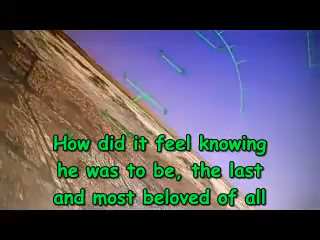 How did it feel knowing
he was to be, the last
and most beloved of all